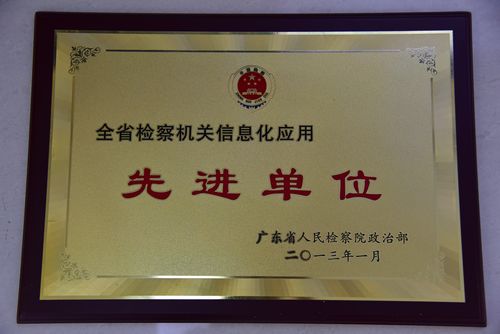 全省检察机关信息化应用
先进单位
广东省人民检察院政治部
二〇一三年一月